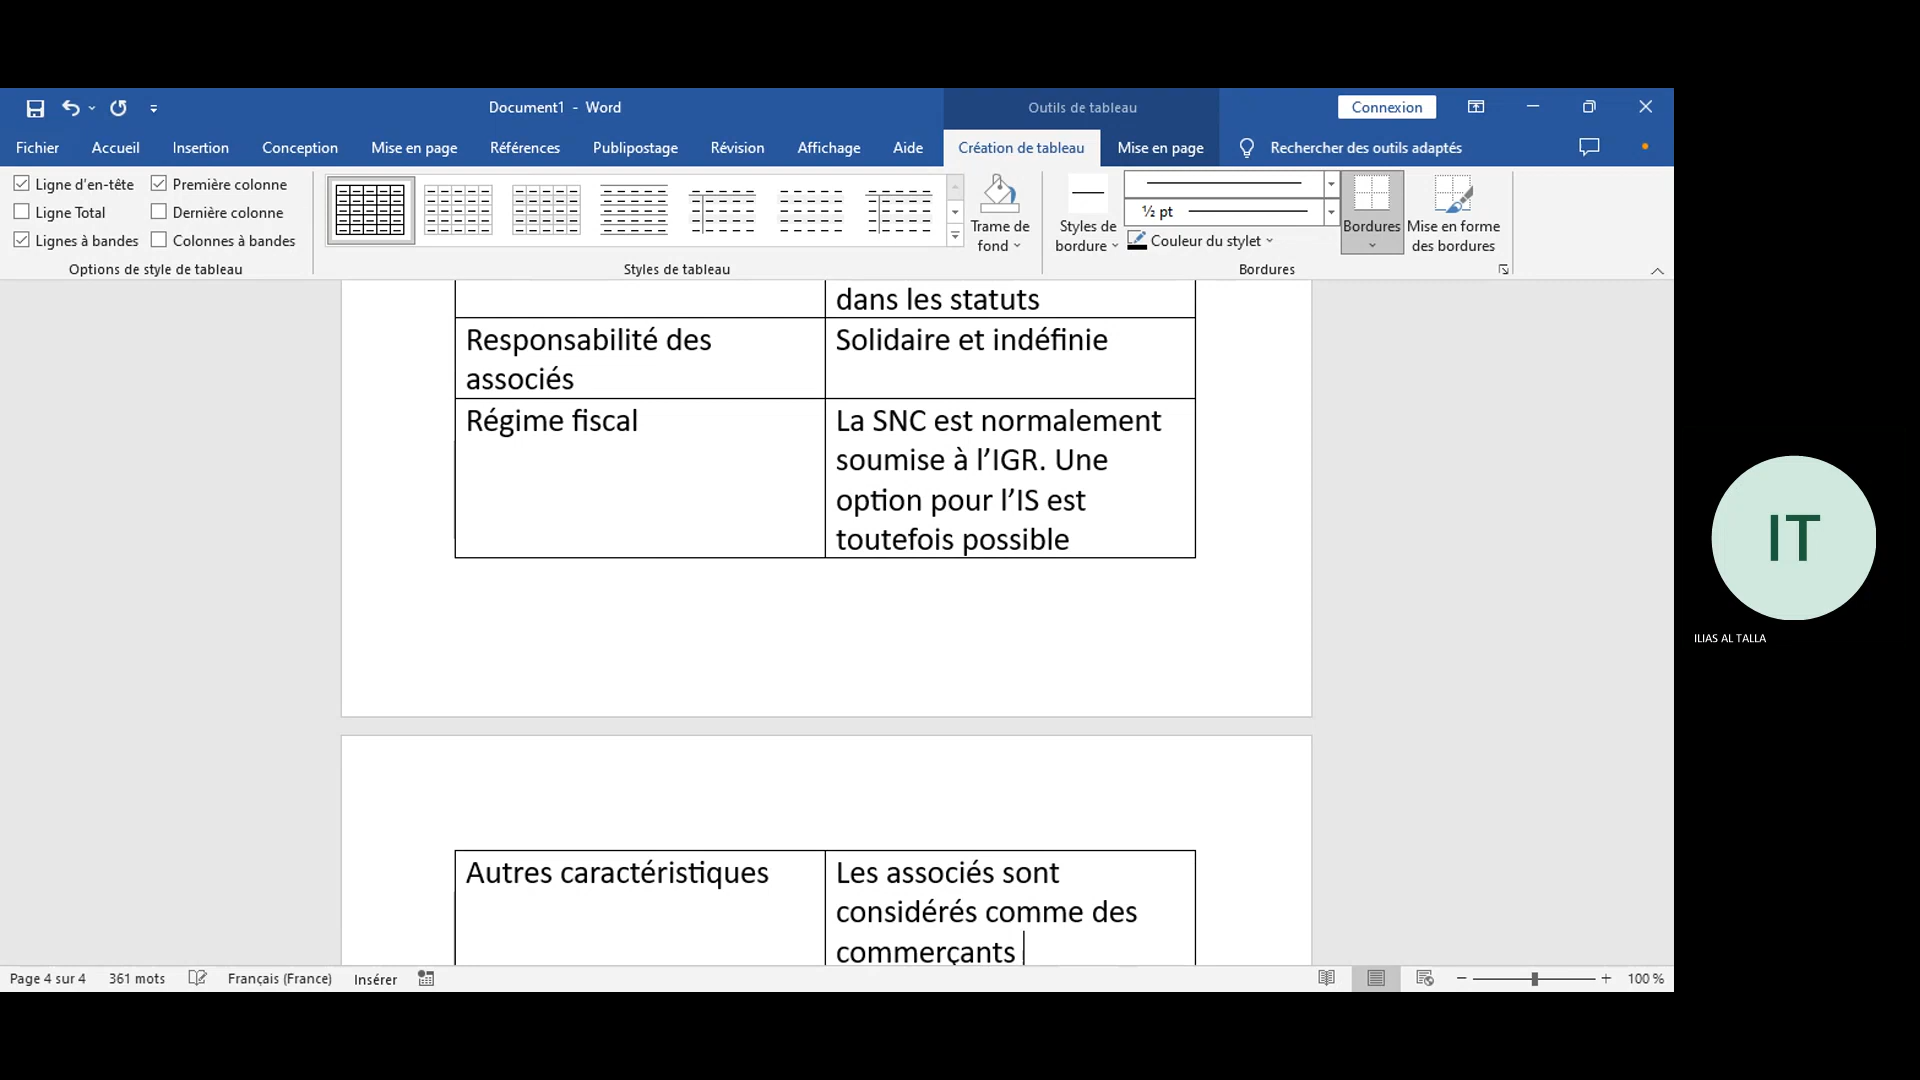 Document1 - Word
Outils de tableau
Connexion
Fichier
Accueil
Insertion
Conception
Mise en page
Références
Publipostage
Révision
Affichage
Aide
Création de tableau
Mise en page
Rechercher des outils adaptés
Ligne d'en-tête
Première colonne
Ligne Total
Dernière colonne
Lignes à bandes
Colonnes à bandes
Options de style de tableau
Styles de tableau
Trame de
fond
Styles de
bordure
½ pt
Couleur du stylet
Bordures
Mise en forme
des bordures
Bordures
dans les statuts
Responsabilité des
associés
Solidaire et indéfinie
Régime fiscal
La SNC est normalement
soumise à l’IGR. Une
option pour l’IS est
toutefois possible
IT
ILIAS AL TALLA
Autres caractéristiques
Les associés sont
considérés comme des
commerçants
Page 4 sur 4
361 mots
Français (France)
Insérer
100 %